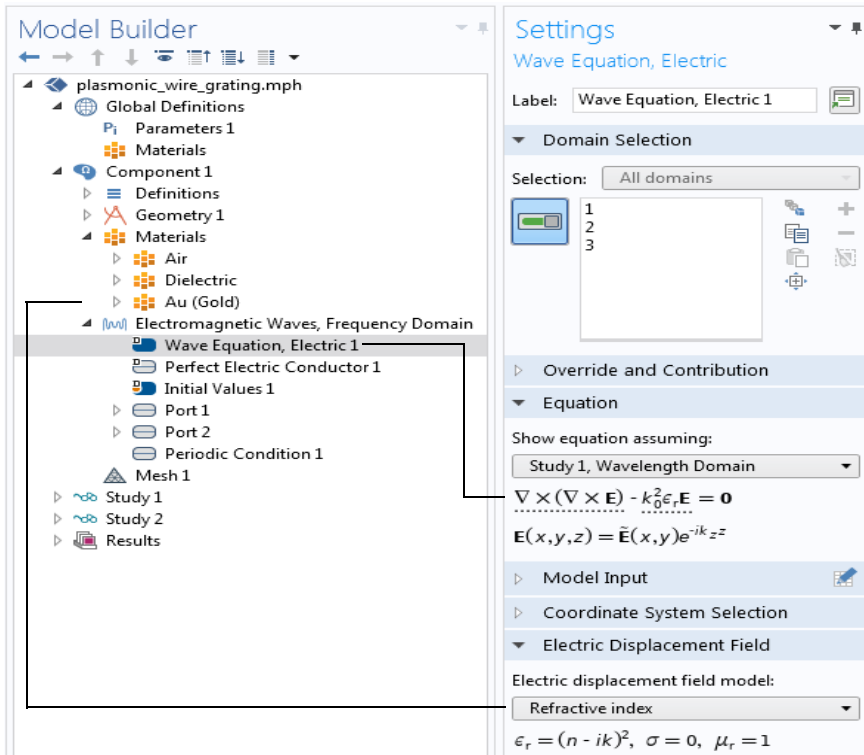 Model Builder
plasmonic_wire_grating.mph
Global Definitions
Pi Parameters 1
Materials
Component 1
Definitions
Geometry 1
Materials
Air
Dielectric
Au (Gold)
Electromagnetic Waves, Frequency Domain
Wave Equation, Electric 1
Perfect Electric Conductor 1
Initial Values 1
Port 1
Port 2
Periodic Condition 1
Mesh 1
Study 1
Study 2
Results
Settings
Wave Equation, Electric
Label: Wave Equation, Electric 1
Domain Selection
Selection: All domains
1
2
3
Override and Contribution
Equation
Show equation assuming:
Study 1, Wavelength Domain
∇ × (∇ × E) - k₀²ϵᵣE = 0
E(x,y,z) = Ẽ(x,y)e^{-ik_z z}
Model Input
Coordinate System Selection
Electric Displacement Field
Electric displacement field model:
Refractive index
ϵᵣ = (n - ik)², σ = 0, μᵣ = 1